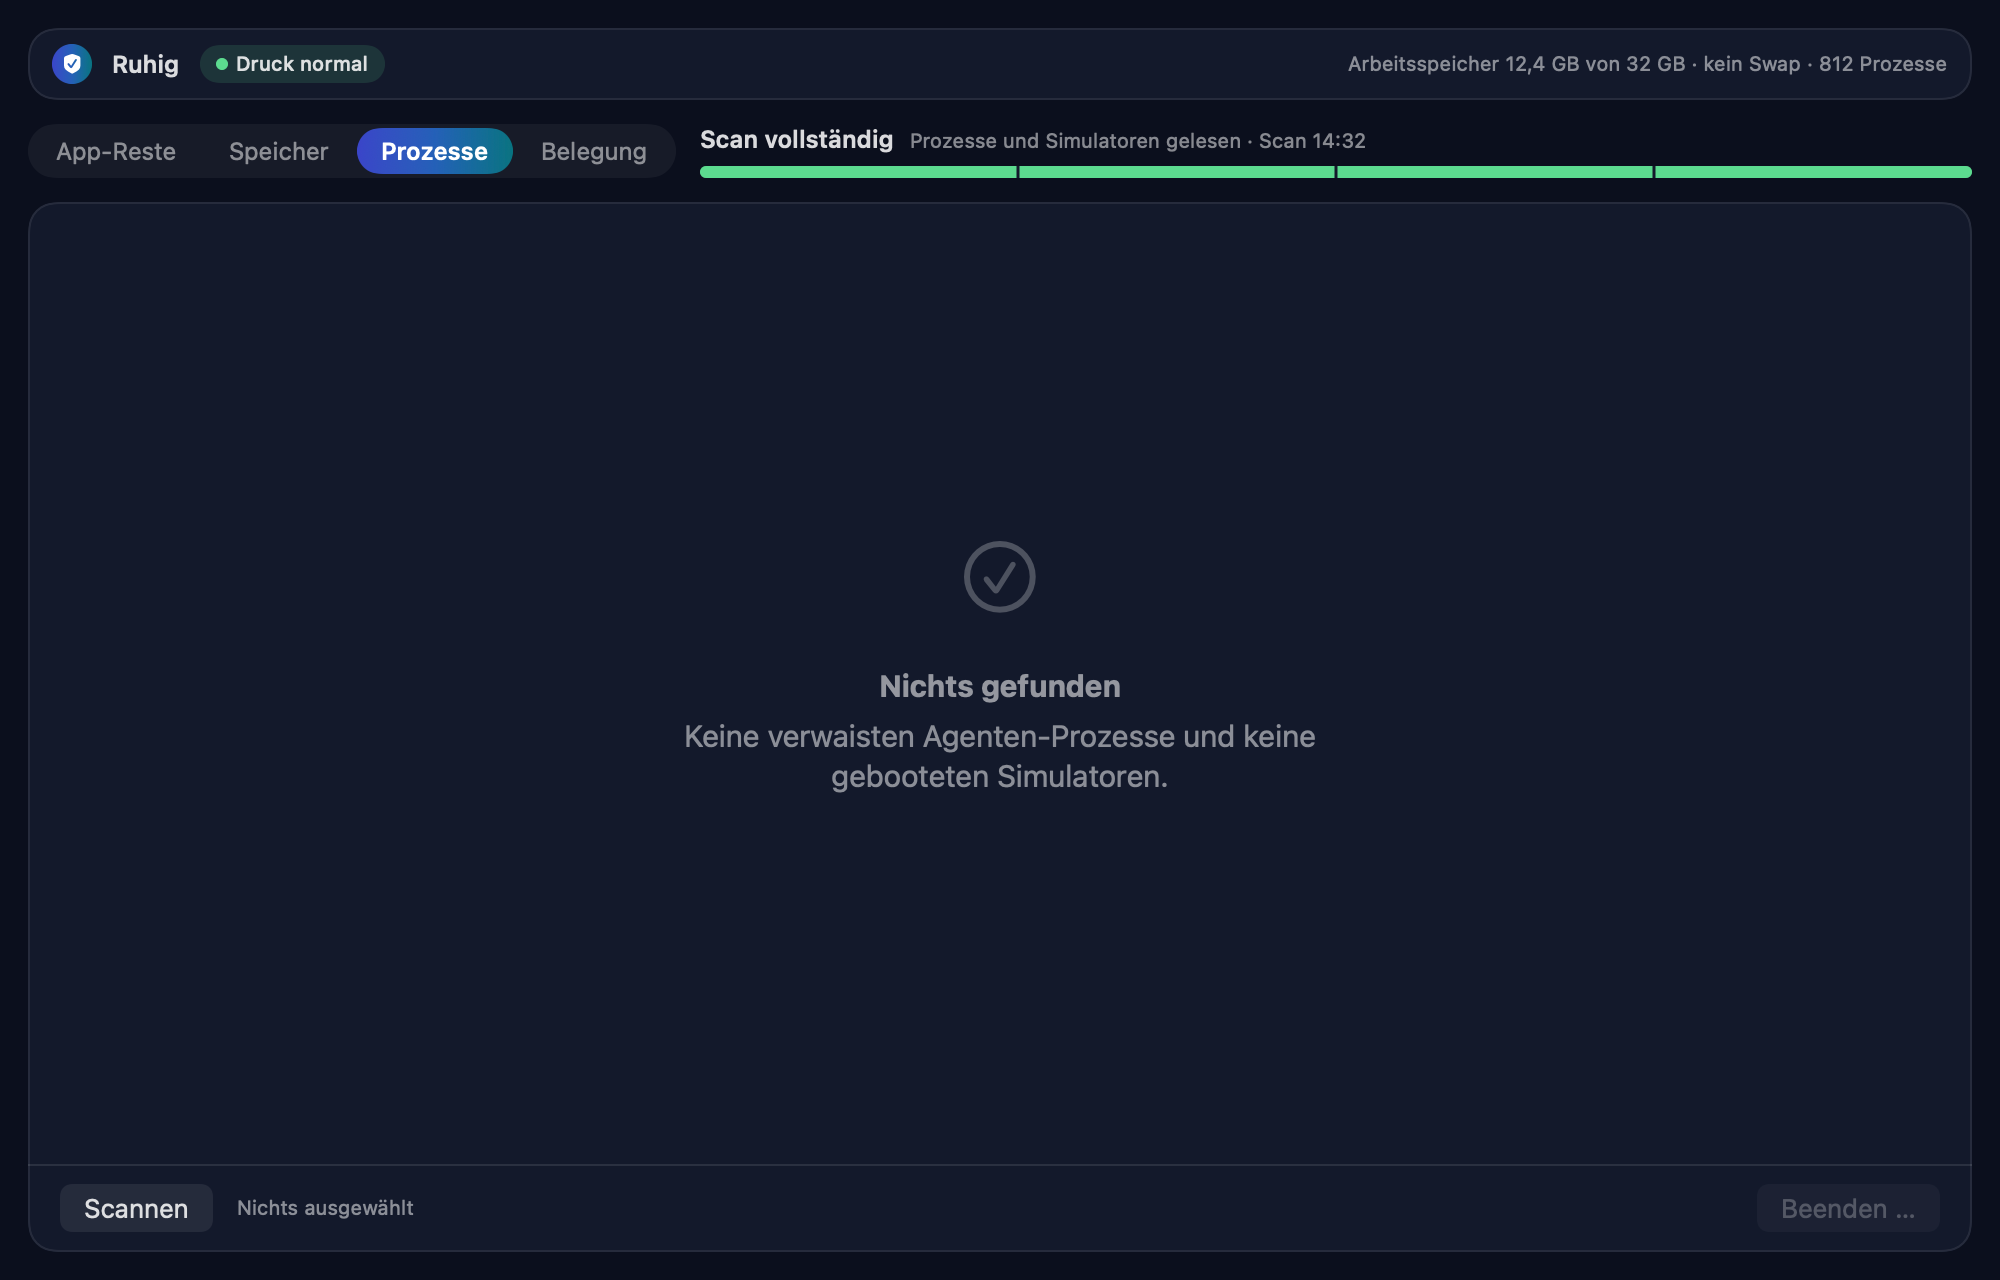 Ruhig
Druck normal
Arbeitsspeicher 12,4 GB von 32 GB · kein Swap · 812 Prozesse
App-Reste
Speicher
Prozesse
Belegung
Scan vollständig
Prozesse und Simulatoren gelesen · Scan 14:32
Nichts gefunden
Keine verwaisten Agenten-Prozesse und keine
gebooteten Simulatoren.
Scannen
Nichts ausgewählt
Beenden ...